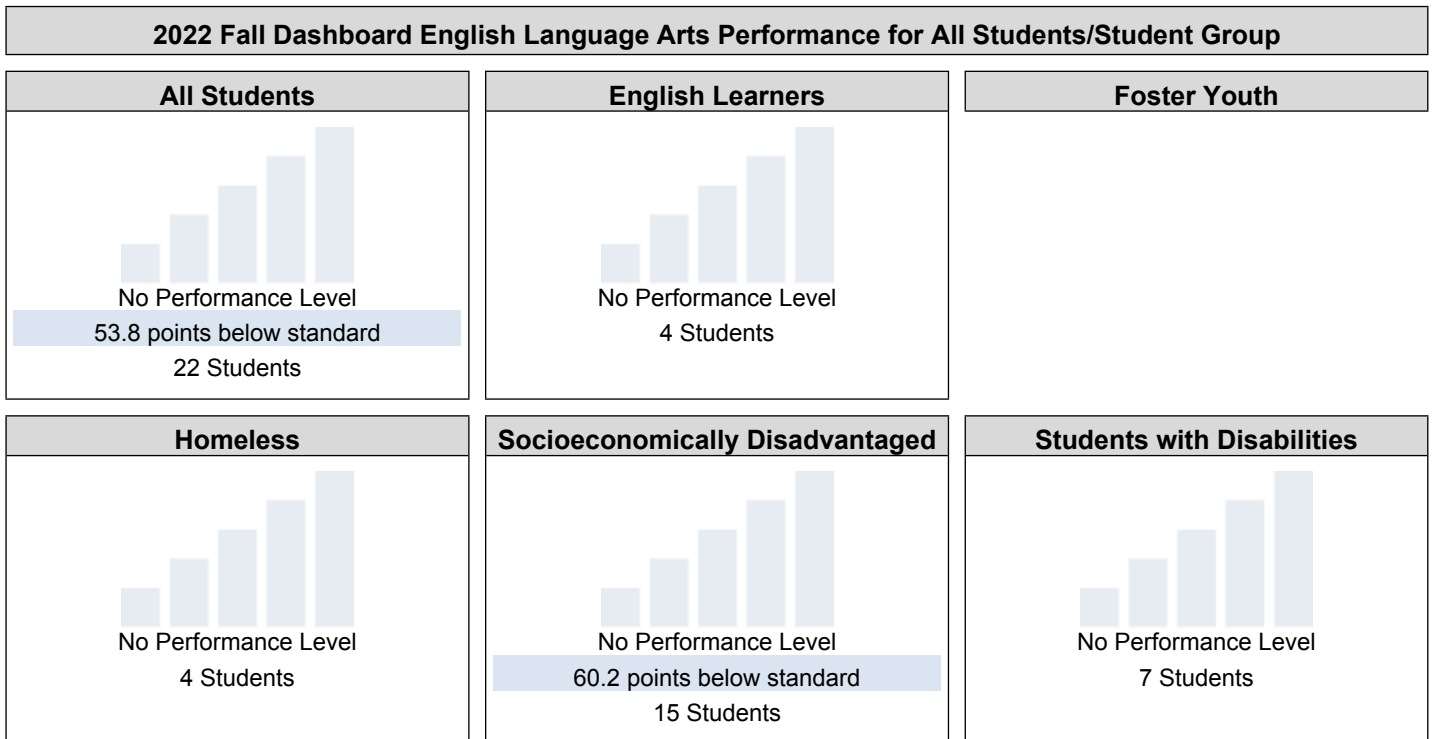 2022 Fall Dashboard English Language Arts Performance for All Students/Student Group
All Students
No Performance Level
53.8 points below standard
22 Students
English Learners
No Performance Level
4 Students
Foster Youth
Homeless
No Performance Level
4 Students
Socioeconomically Disadvantaged
No Performance Level
60.2 points below standard
15 Students
Students with Disabilities
No Performance Level
7 Students